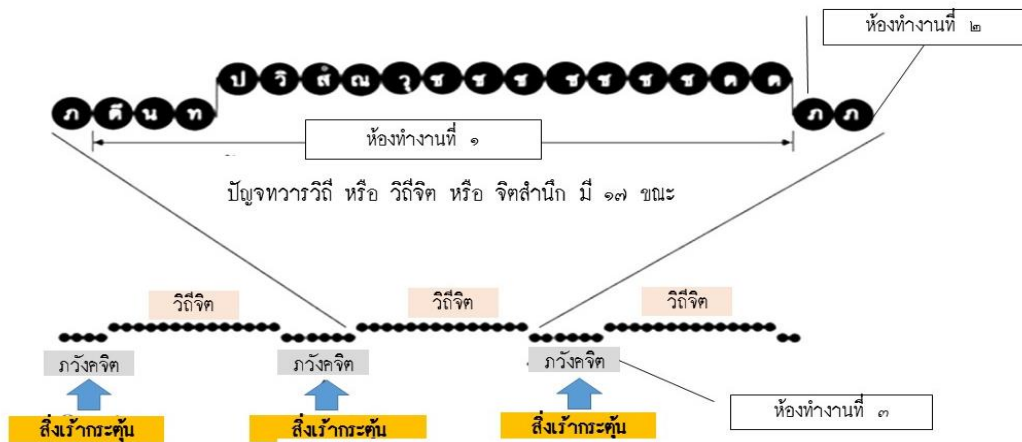 ห้องทำงานที่ ๒
ป วิ สํ ณ วุ ช ช ช ช ช ช ช ต ต
ภ ตี น ท ภ ภ
ห้องทำงานที่ ๑
ปัญจทวารวิถี หรือ วิถีจิต หรือ จิตสำนึก มี ๑๗ ขณะ
วิถีจิต วิถีจิต วิถีจิต
ภวังคจิต ภวังคจิต ภวังคจิต
ห้องทำงานที่ ๓
สิ่งเร้ากระตุ้น สิ่งเร้ากระตุ้น สิ่งเร้ากระตุ้น